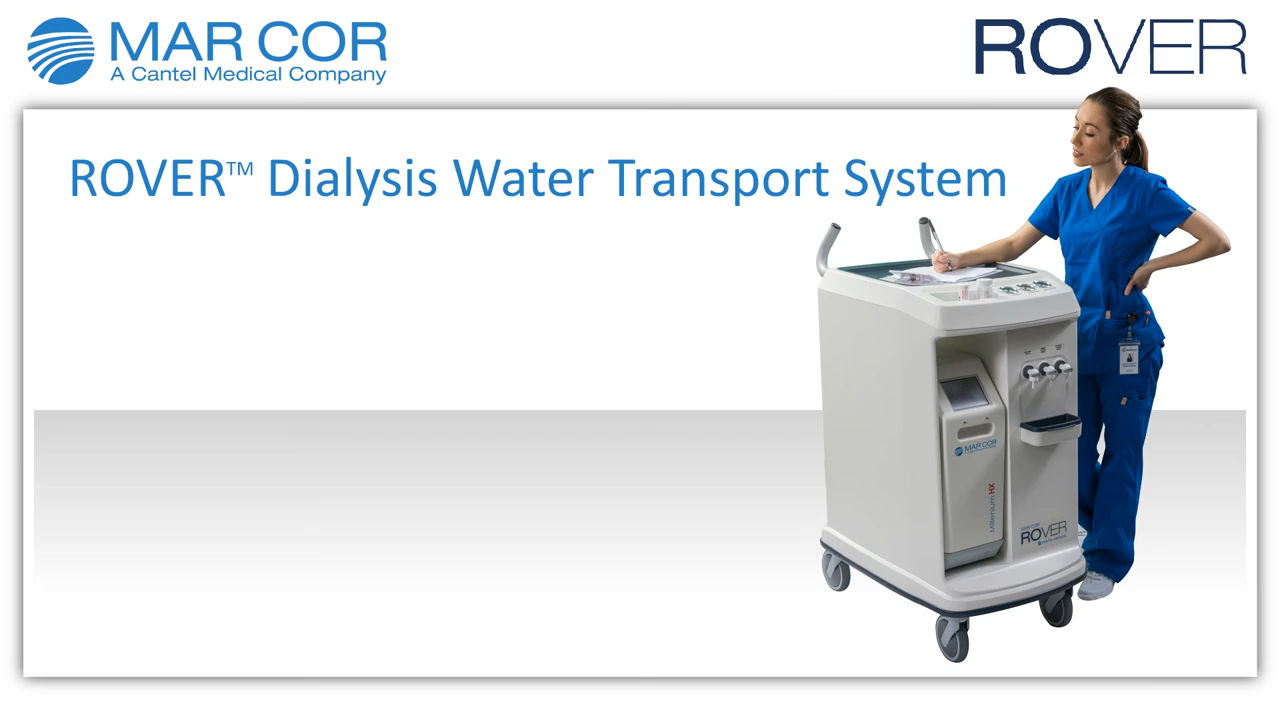 MAR COR
A Cantel Medical Company
ROVER
ROVER™ Dialysis Water Transport System
MAR COR
Millenium HX
ROVER